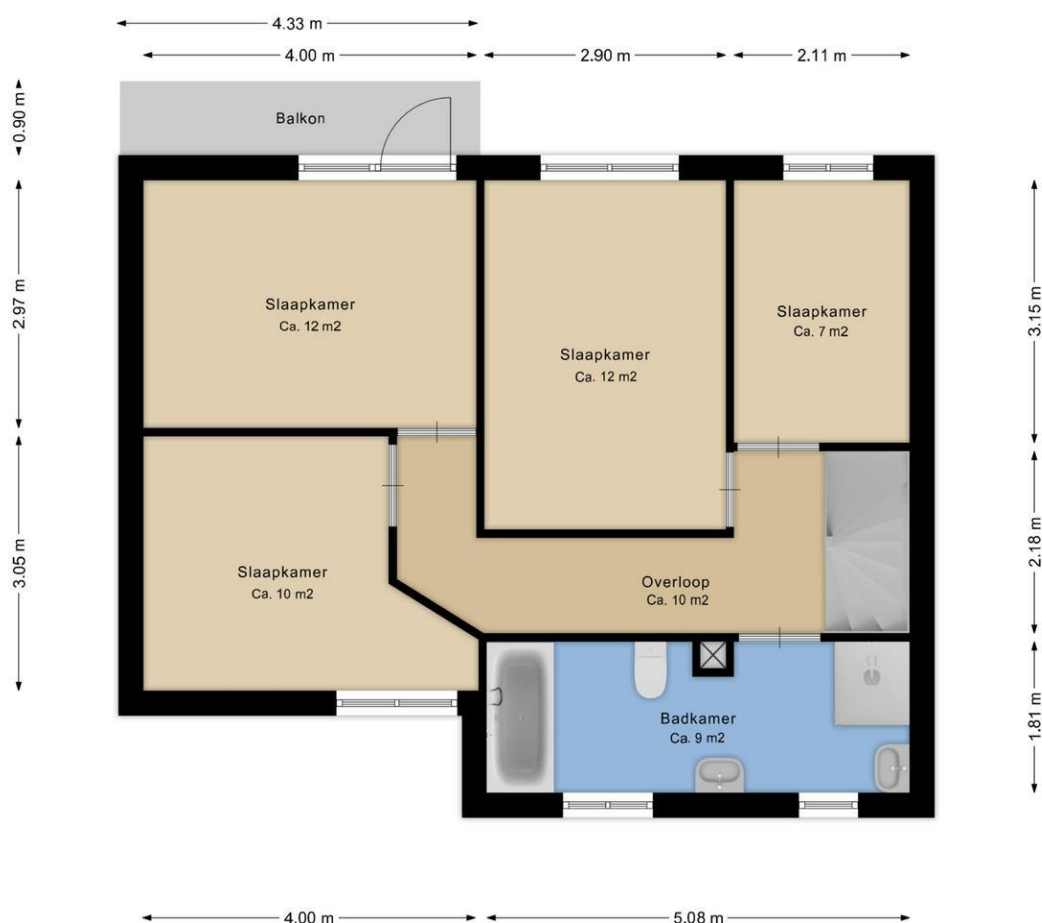 4.33 m
4.00 m
2.90 m
2.11 m
0.90 m
Balkon
2.97 m
3.15 m
Slaapkamer
Ca. 12 m2
Slaapkamer
Ca. 7 m2
Slaapkamer
Ca. 12 m2
3.05 m
2.18 m
Slaapkamer
Ca. 10 m2
Overloop
Ca. 10 m2
1.81 m
Badkamer
Ca. 9 m2
4.00 m
5.08 m